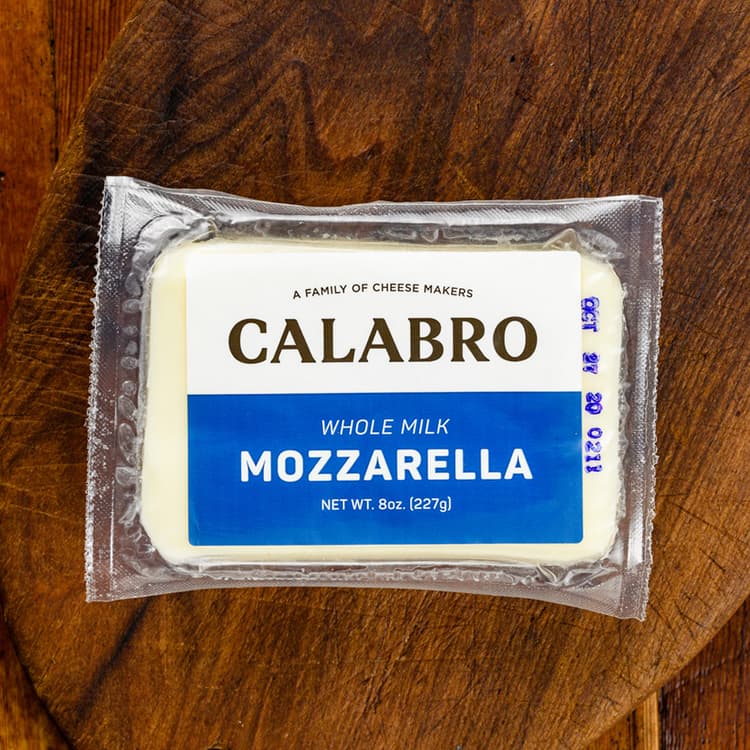 A FAMILY OF CHEESE MAKERS
CALABRO
WHOLE MILK
MOZZARELLA
NET WT. 8oz. (227g)
OCT 27 20 0211